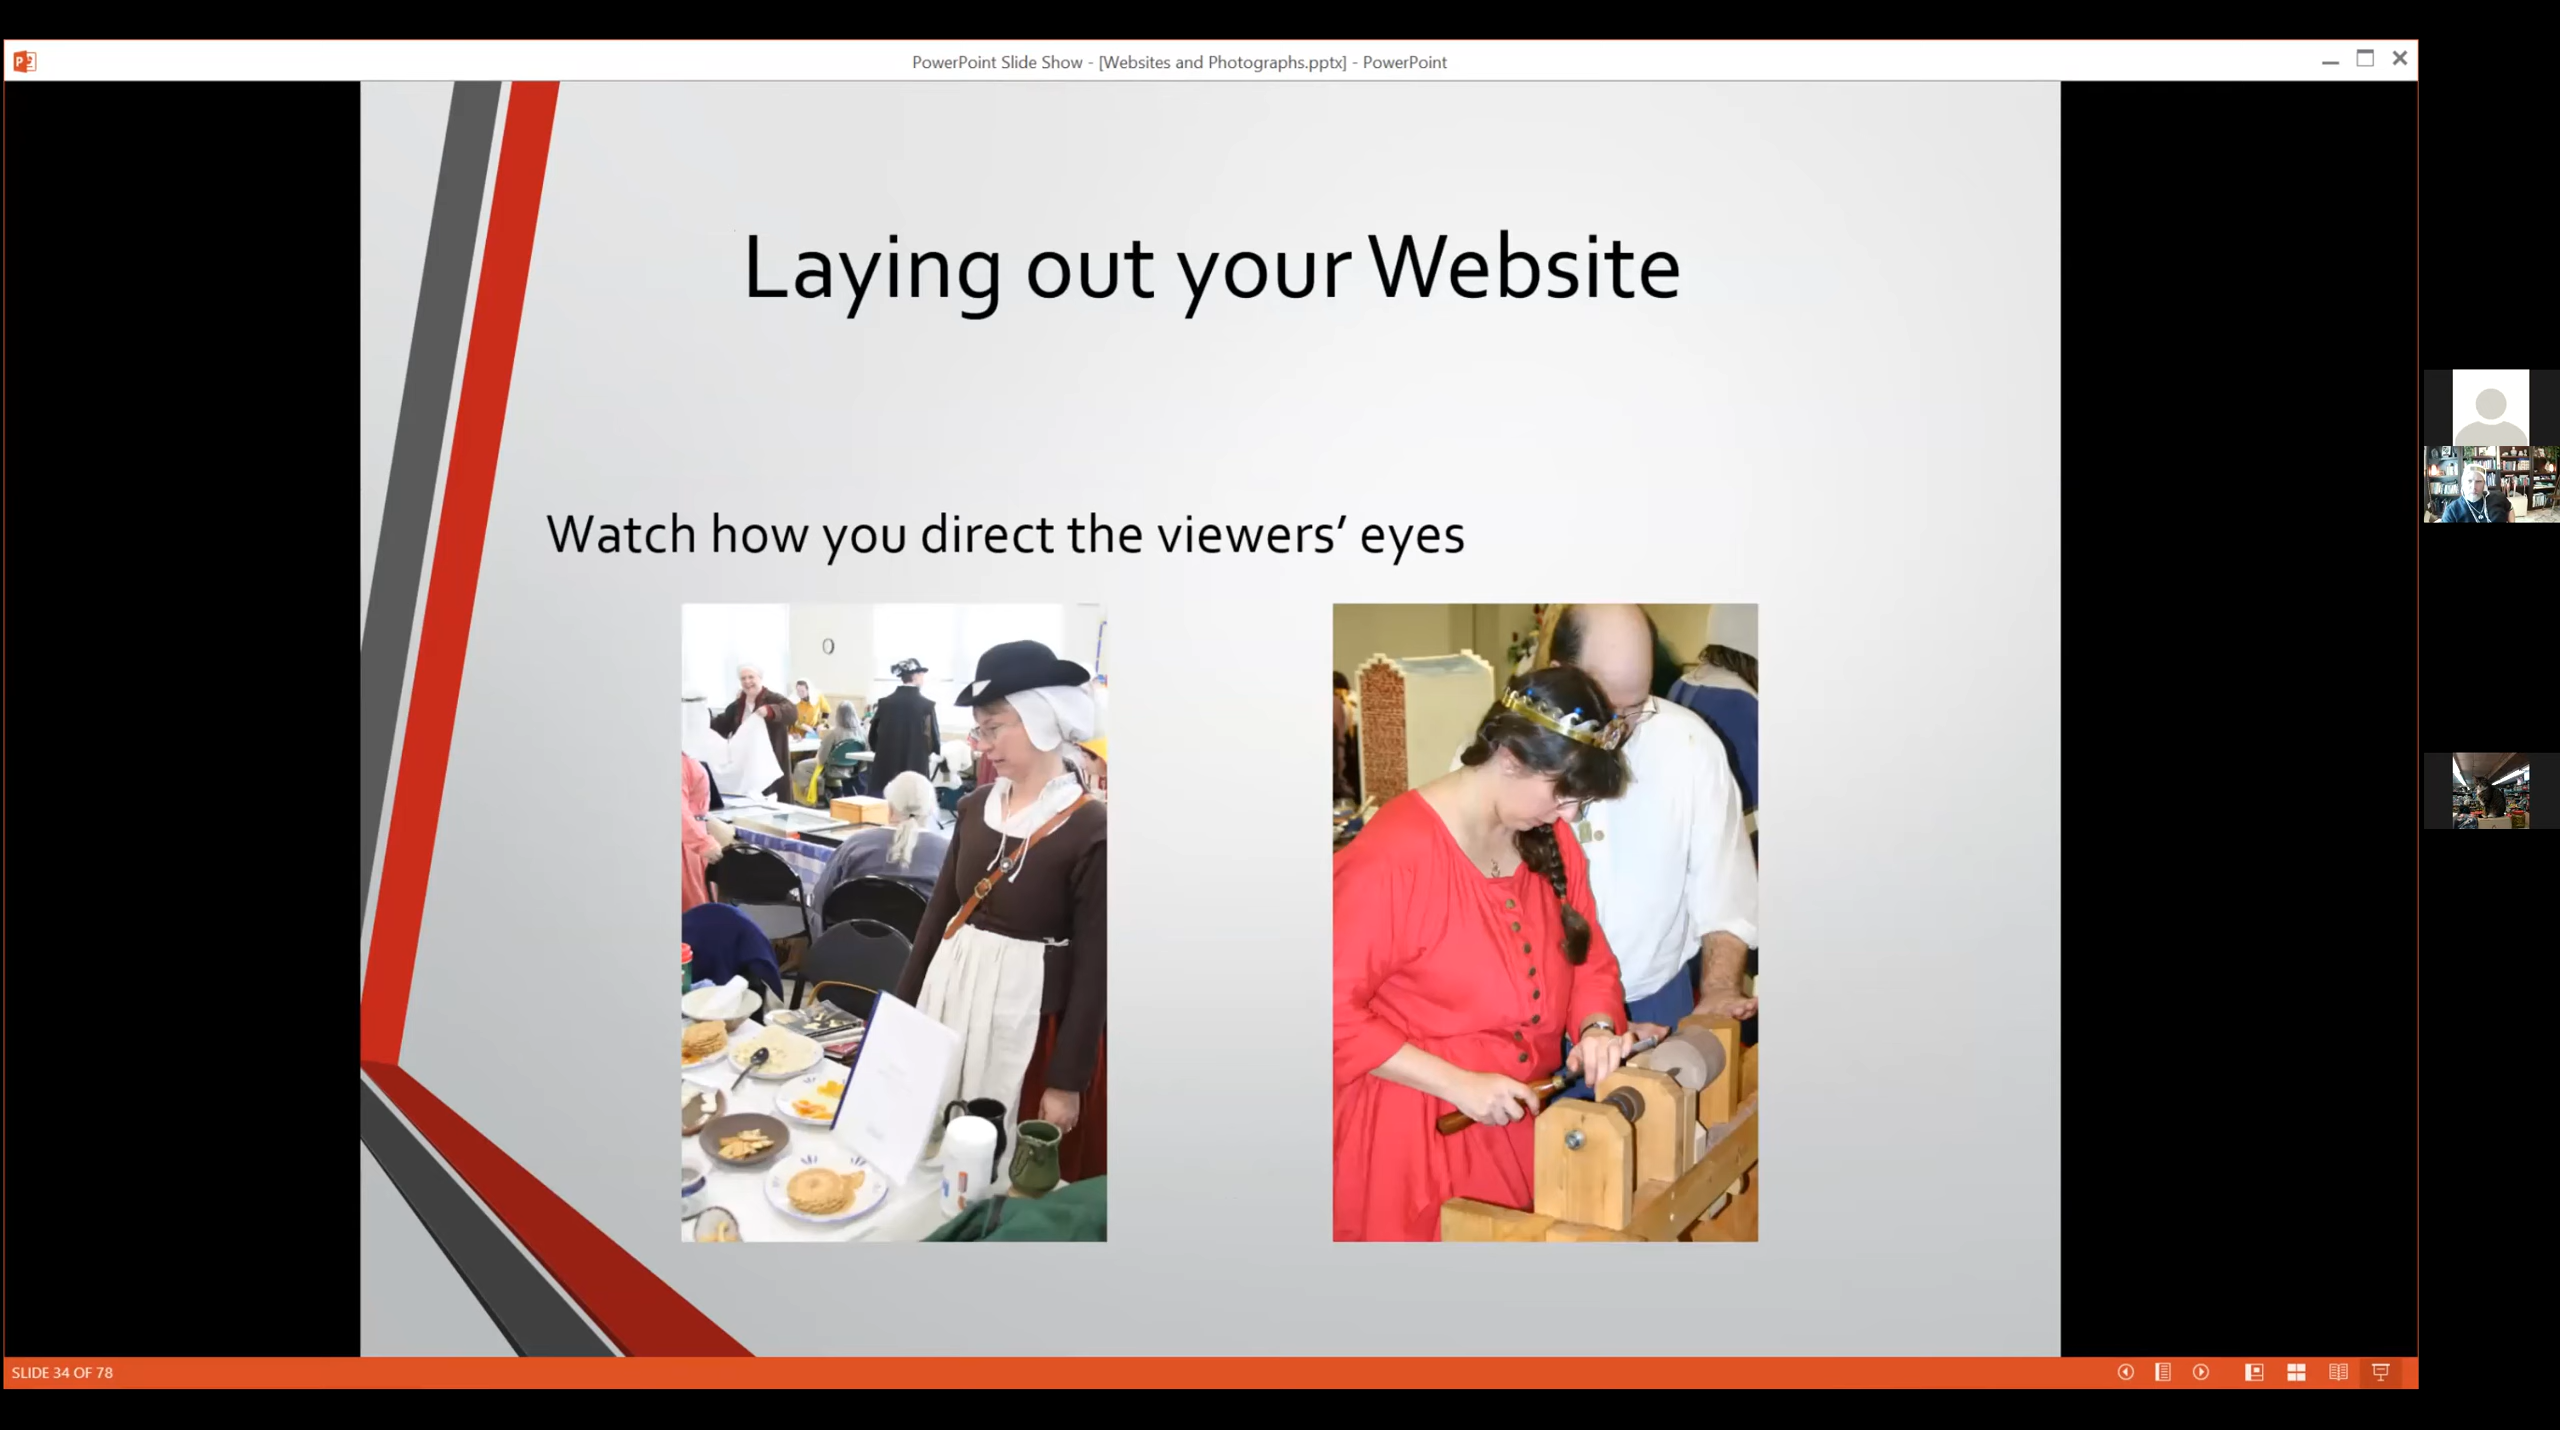 PowerPoint Slide Show - [Websites and Photographs.pptx] - PowerPoint
Laying out your Website
Watch how you direct the viewers' eyes
SLIDE 34 OF 78